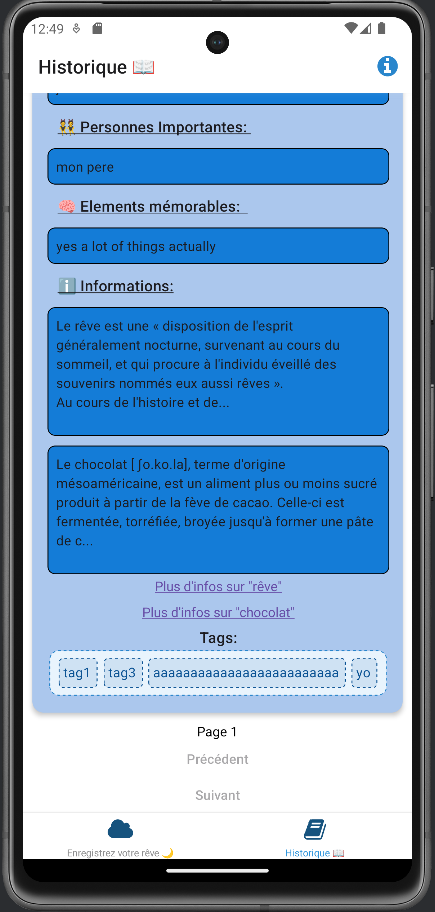 12:49
Historique 📖
👯 Personnes Importantes:
mon pere
🧠 Elements mémorables:
yes a lot of things actually
ℹ️ Informations:
Le rêve est une « disposition de l'esprit
généralement nocturne, survenant au cours du
sommeil, et qui procure à l'individu éveillé des
souvenirs nommés eux aussi rêves ».
Au cours de l'histoire et de...
Le chocolat [ ʃo.ko.la], terme d'origine
mésoaméricaine, est un aliment plus ou moins sucré
produit à partir de la fève de cacao. Celle-ci est
fermentée, torréfiée, broyée jusqu'à former une pâte
de c...
Plus d'infos sur "rêve"
Plus d'infos sur "chocolat"
Tags:
tag1 tag3 aaaaaaaaaaaaaaaaaaaaaaaaa yo
Page 1
Précédent
Suivant
Enregistrez votre rêve 🌙
Historique 📖